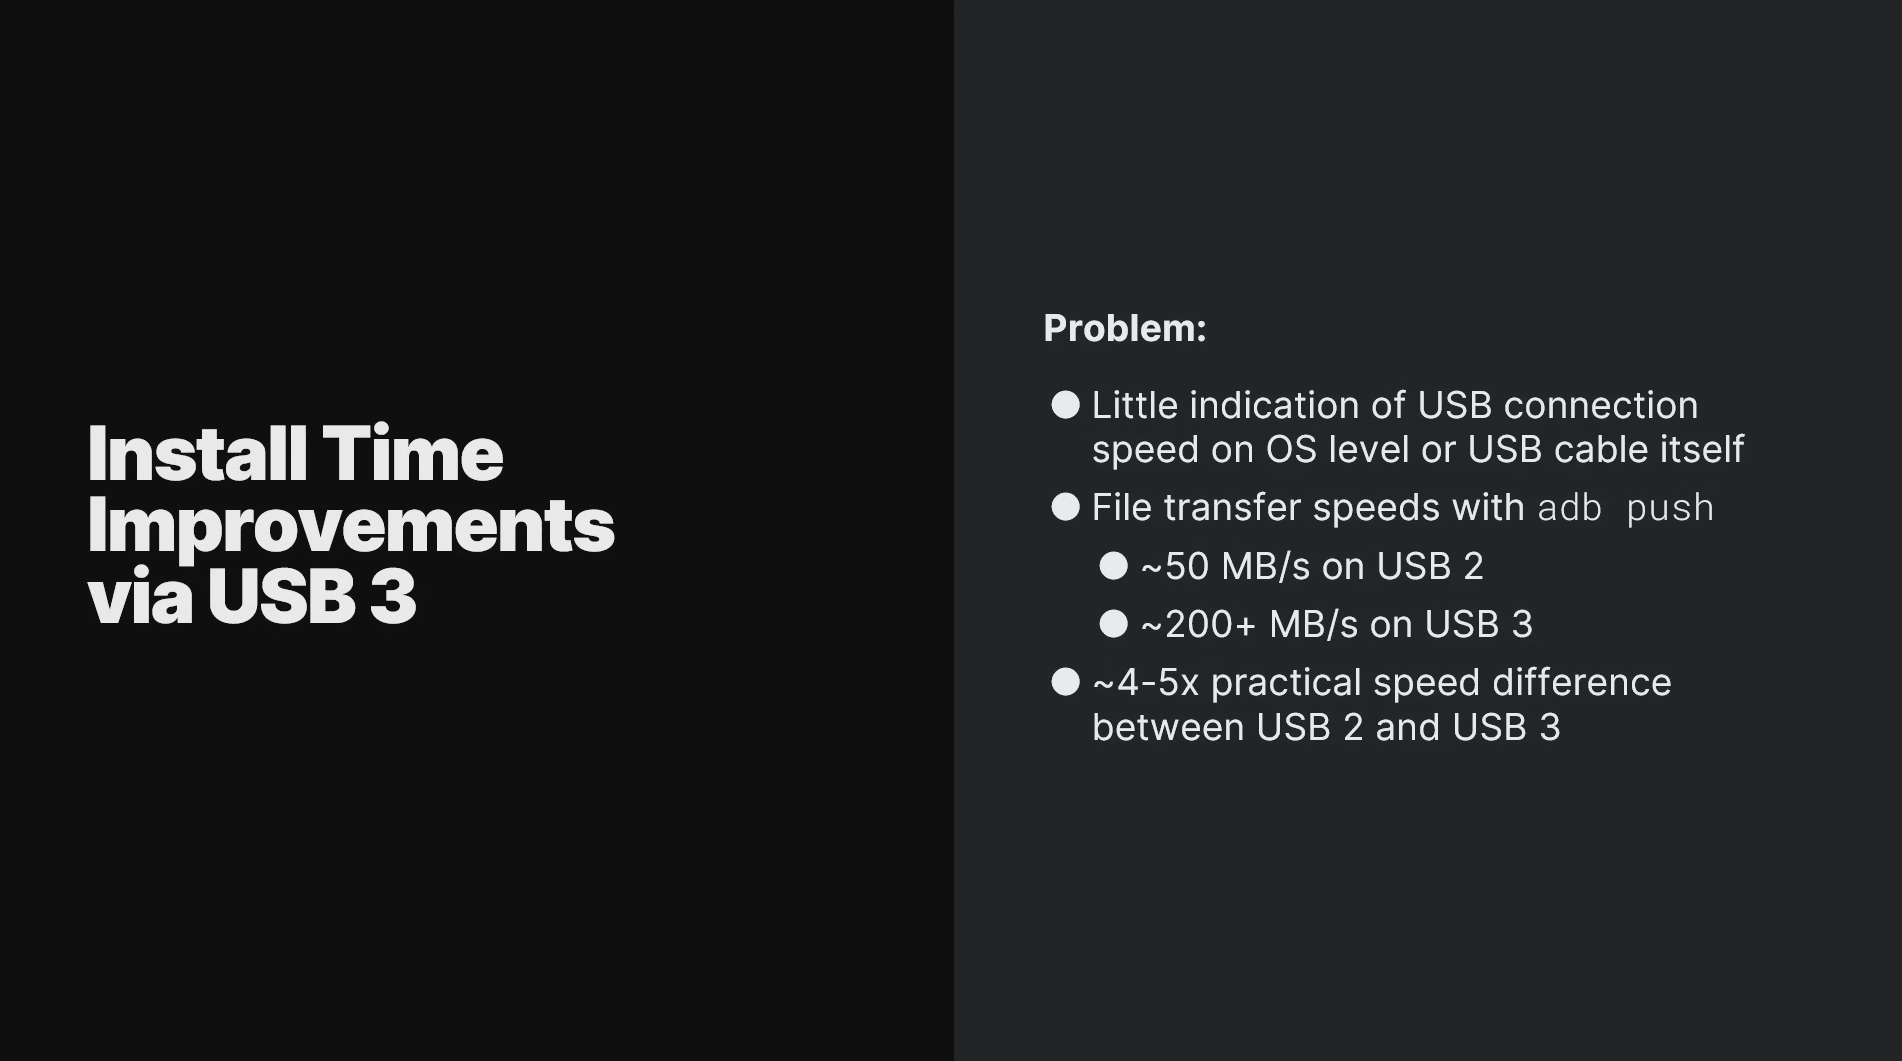 Install Time
Improvements
via USB 3
Problem:
● Little indication of USB connection
speed on OS level or USB cable itself
● File transfer speeds with adb push
● ~50 MB/s on USB 2
● ~200+ MB/s on USB 3
● ~4-5x practical speed difference
between USB 2 and USB 3